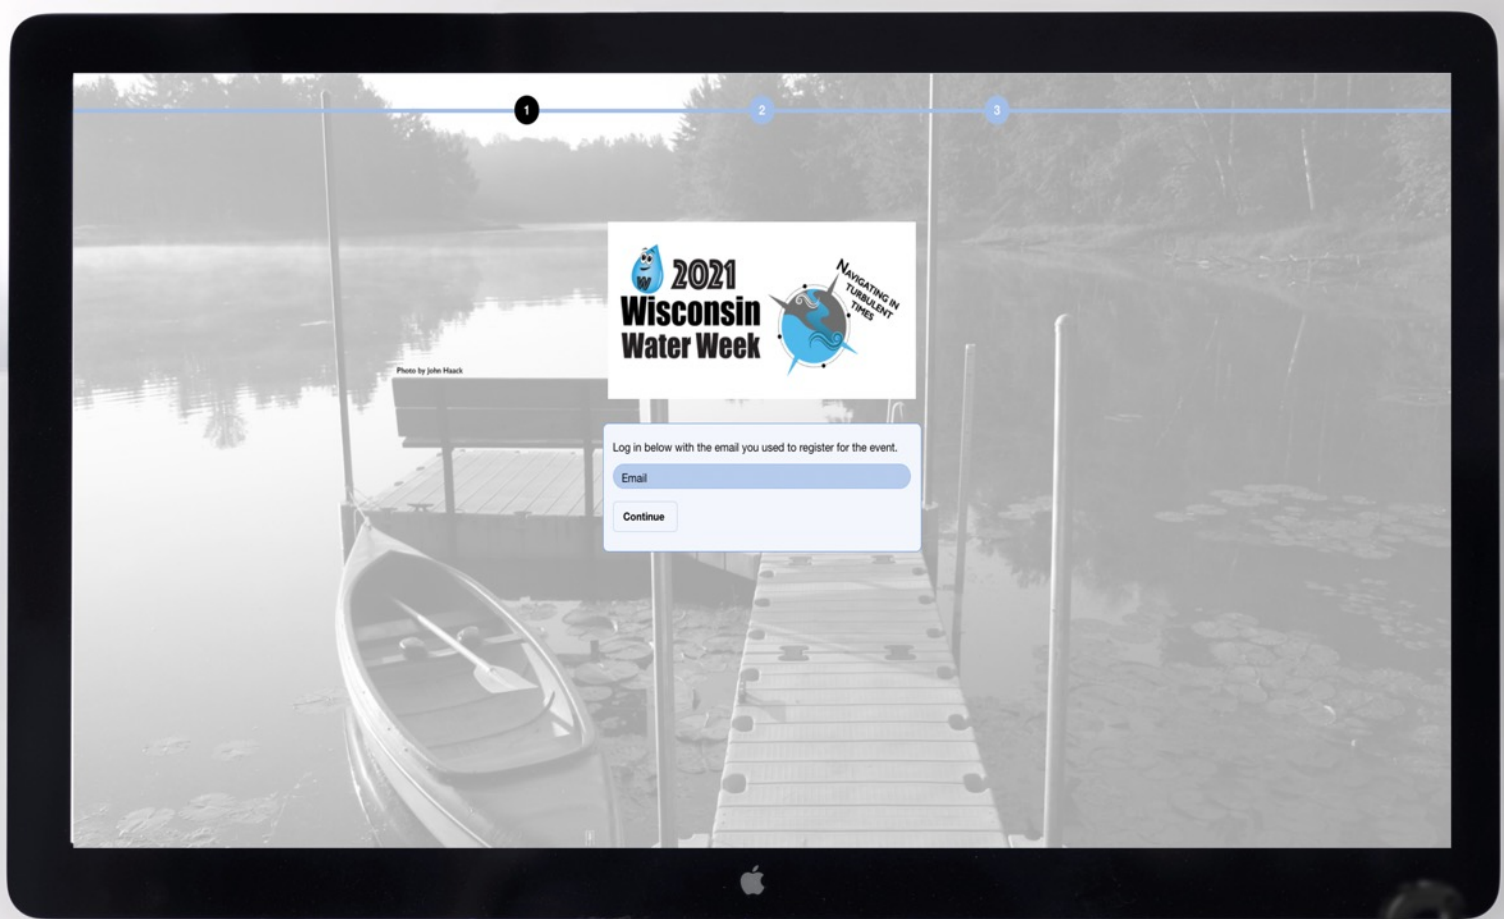 1
2
3
W
2021
Wisconsin
Water Week
NAVIGATING IN
TURBULENT
TIMES
Photo by John Haack
Log in below with the email you used to register for the event.
Email
Continue